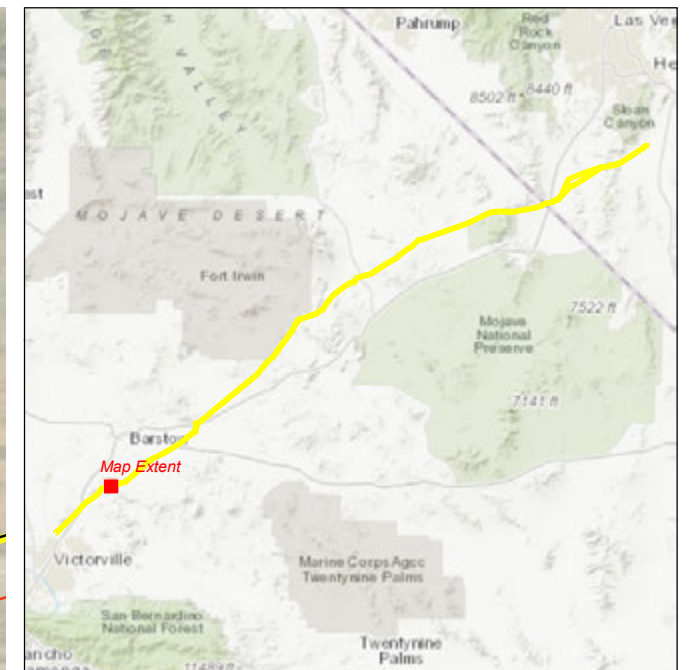 Pahrump
Red
Rock
Canyon
Las Ve
He
8502 ft
8440 ft
Sloan
Canyon
VALLEY
MOJAVE DESERT
Fort Irwin
7522 ft
Mojave
National
Preserve
7141 ft
Barstow
Map Extent
Victorville
Marine Corps Agcc
Twentynine Palms
San Bernardino
National Forest
Twentynine
Palms
ancho